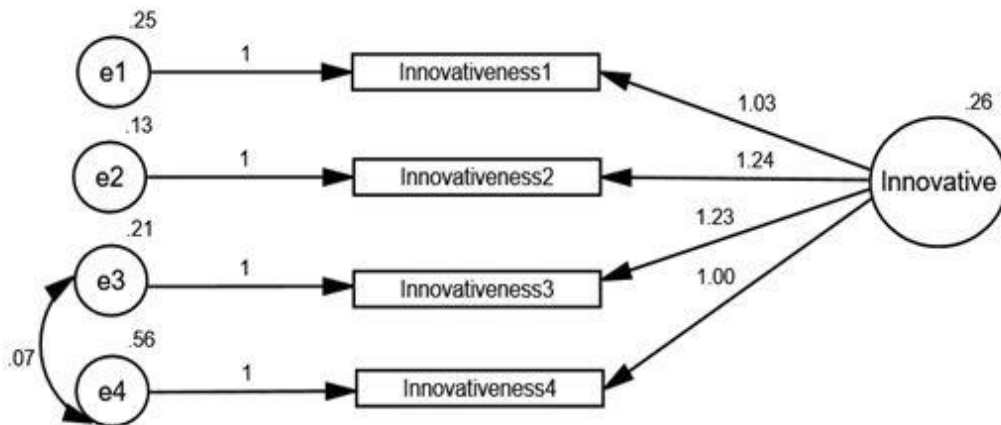 .25
e1
1
Innovativeness1
1.03
.26
.13
e2
1
Innovativeness2
1.24
Innovative
.21
e3
1
Innovativeness3
1.23
1.00
.07
.56
e4
1
Innovativeness4